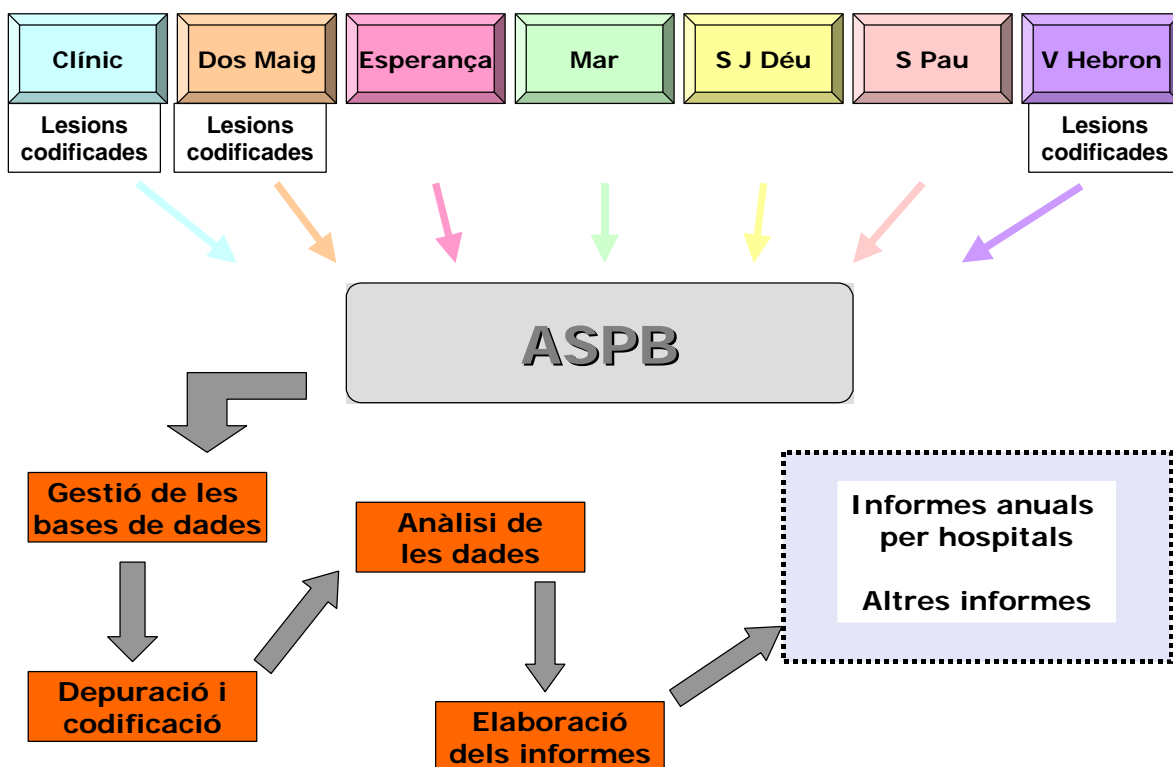 Clínic
Dos Maig
Esperança
Mar
S J Déu
S Pau
V Hebron
Lesions
codificades
Lesions
codificades
Lesions
codificades
ASPB
Gestió de les
bases de dades
Depuració i
codificació
Anàlisi de
les dades
Elaboració
dels informes
Informes anuals
per hospitals
Altres informes